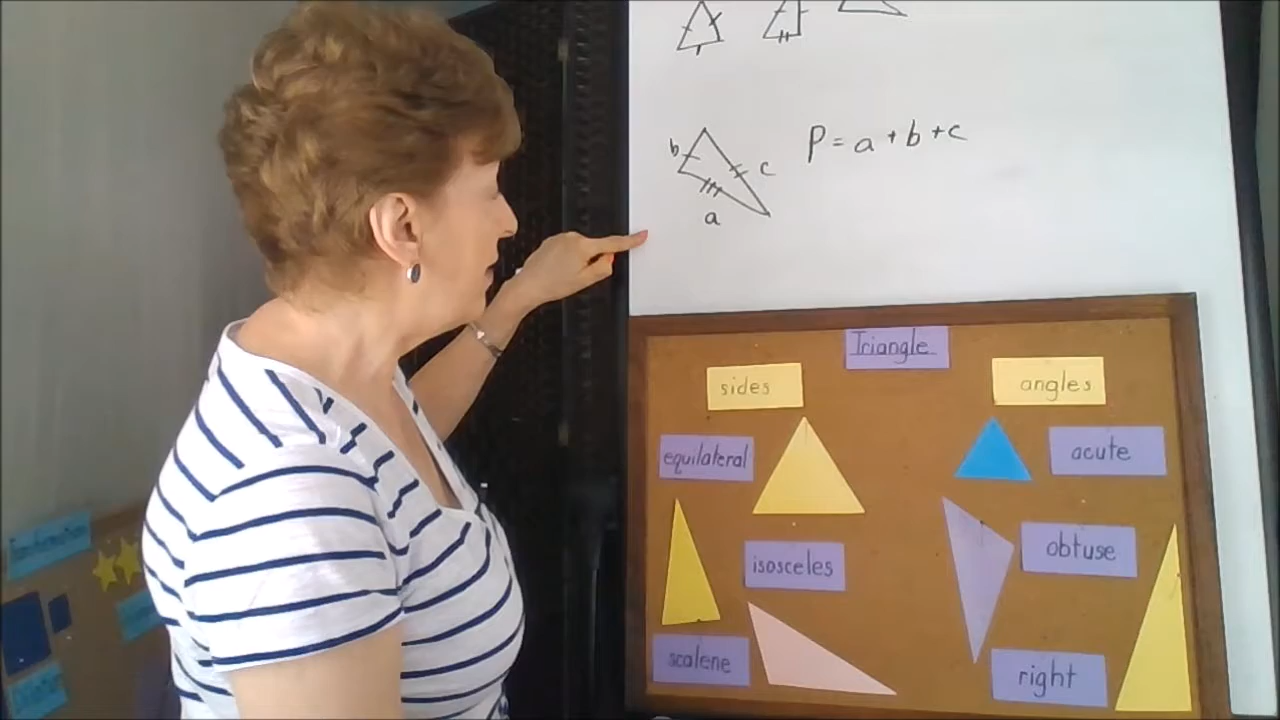 P = a + b + c
b
c
a
Triangle
sides
angles
equilateral
acute
isosceles
obtuse
scalene
right